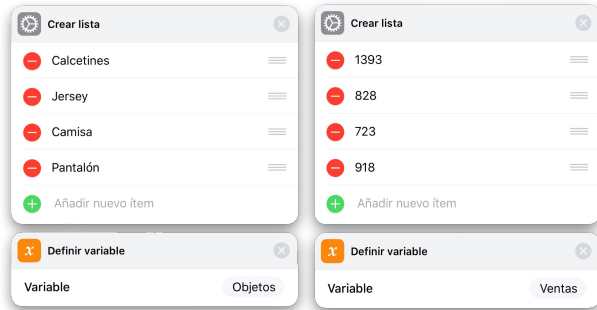 Crear lista
Calcetines
Jersey
Camisa
Pantalón
Añadir nuevo ítem
Definir variable
Variable Objetos
Crear lista
1393
828
723
918
Añadir nuevo ítem
Definir variable
Variable Ventas